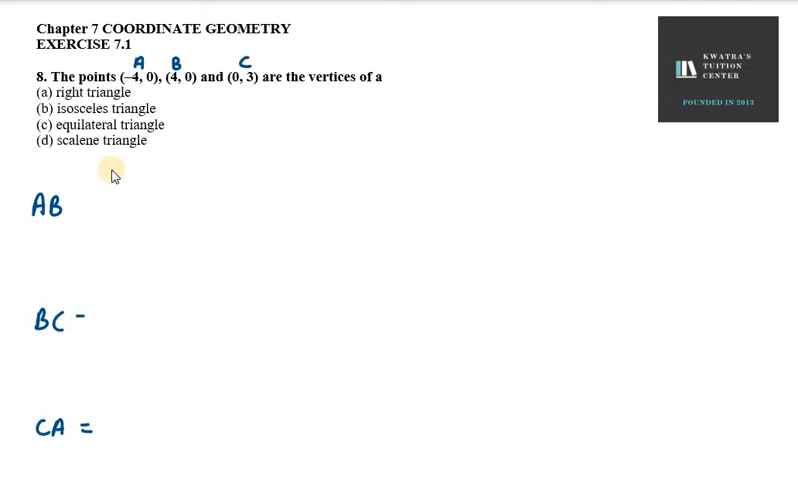 Chapter 7 COORDINATE GEOMETRY
EXERCISE 7.1
A B C
8. The points (–4, 0), (4, 0) and (0, 3) are the vertices of a
(a) right triangle
(b) isosceles triangle
(c) equilateral triangle
(d) scalene triangle
KWATRA'S
TUITION
CENTER
FOUNDED IN 2013
AB
BC -
CA =